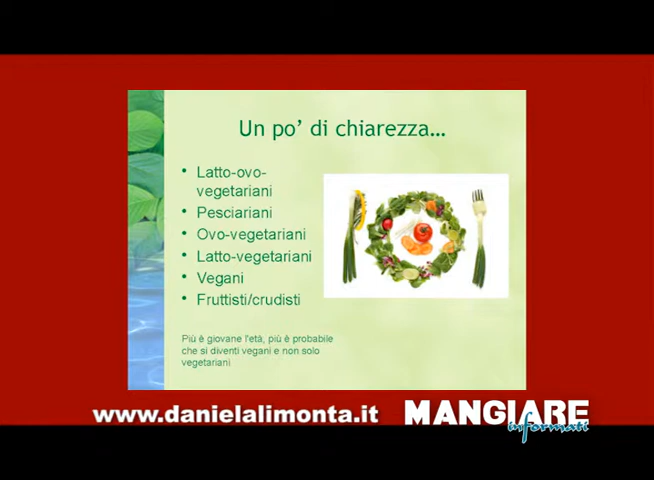 Un po' di chiarezza...
• Latto-ovo-
vegetariani
• Pesciariani
• Ovo-vegetariani
• Latto-vegetariani
• Vegani
• Fruttisti/crudisti
Più è giovane l'età, più è probabile
che si diventi vegani e non solo
vegetariani
www.danielalimonta.it
MANGIARE
informati